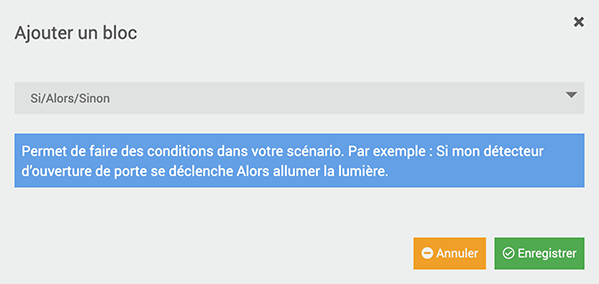 Ajouter un bloc
Si/Alors/Sinon
Permet de faire des conditions dans votre scénario. Par exemple : Si mon détecteur
d'ouverture de porte se déclenche Alors allumer la lumière.
Annuler
Enregistrer